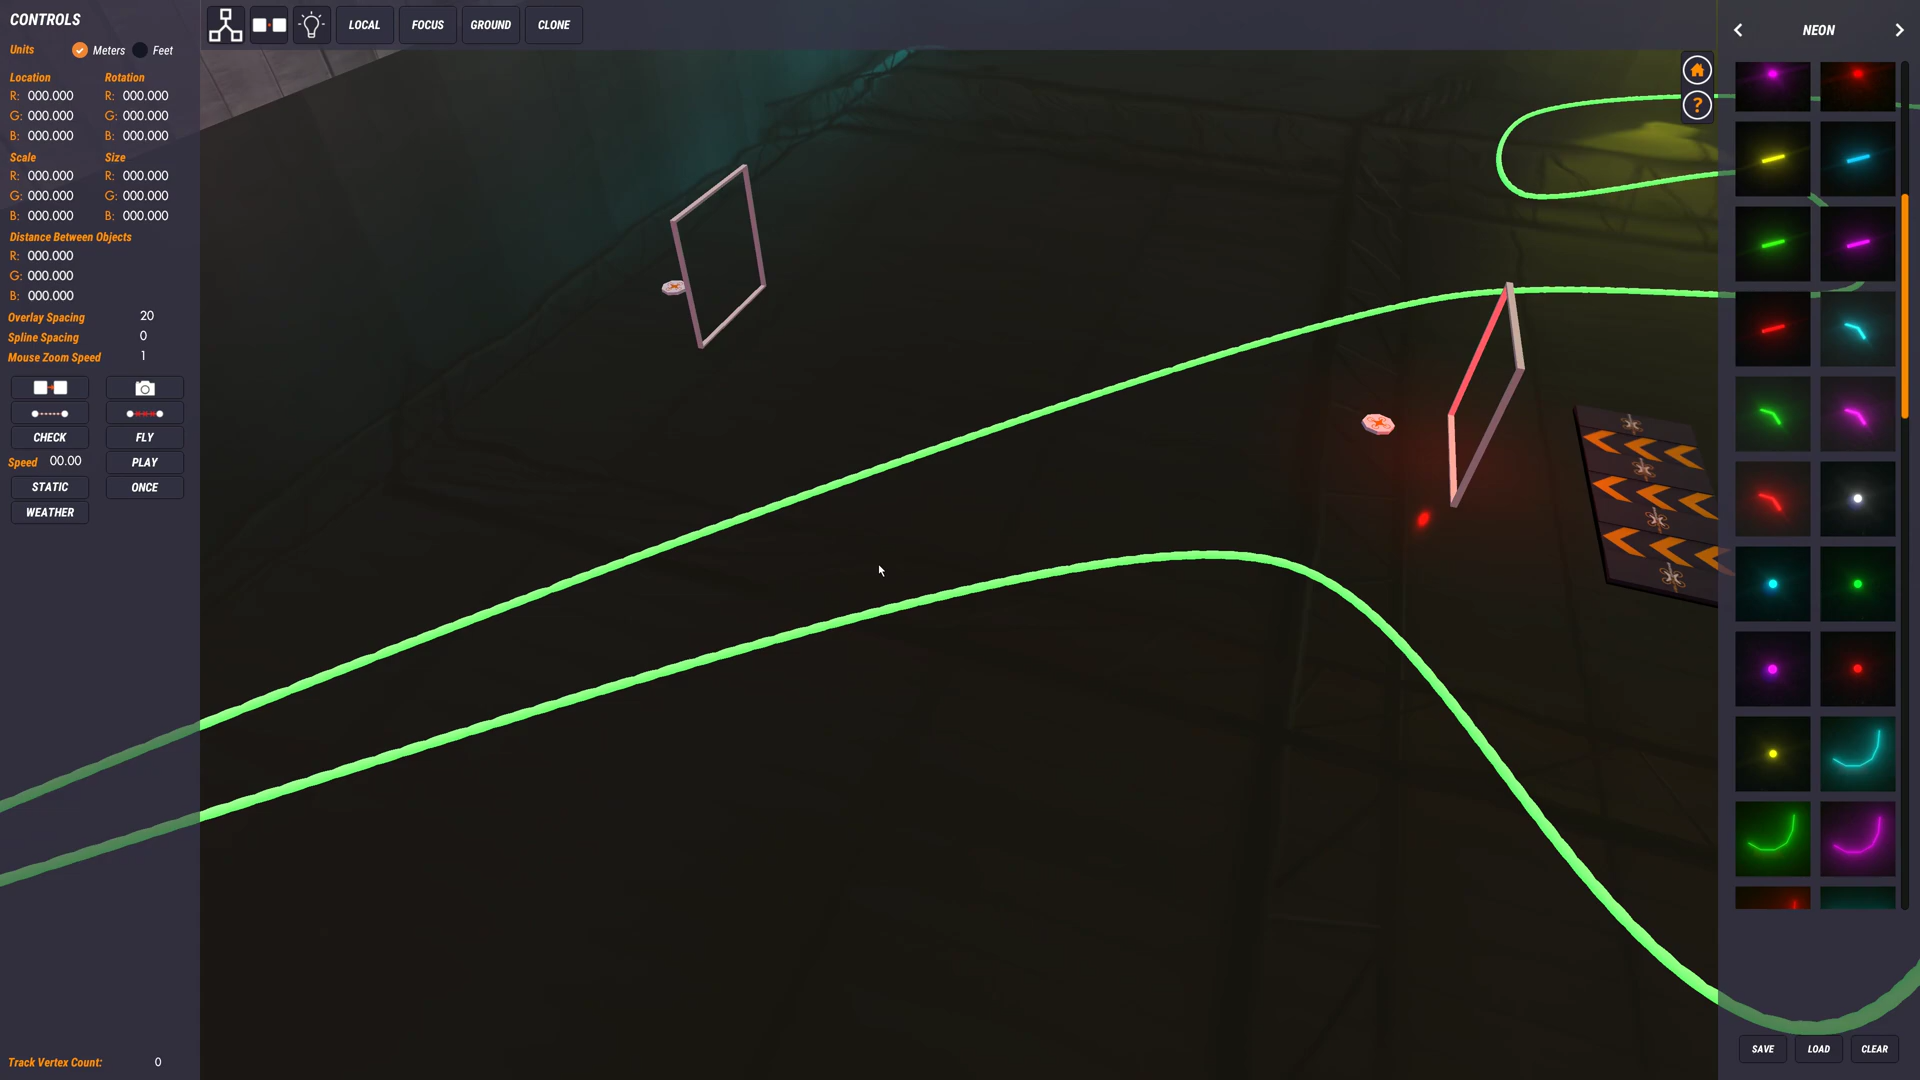 CONTROLS
Units Meters Feet
Location Rotation
R: 000.000 R: 000.000
G: 000.000 G: 000.000
B: 000.000 B: 000.000
Scale Size
R: 000.000 R: 000.000
G: 000.000 G: 000.000
B: 000.000 B: 000.000
Distance Between Objects
R: 000.000
G: 000.000
B: 000.000
Overlay Spacing 20
Spline Spacing 0
Mouse Zoom Speed 1
CHECK FLY
Speed 00.00 PLAY
STATIC ONCE
WEATHER
Track Vertex Count: 0
LOCAL FOCUS GROUND CLONE
?
NEON
SAVE LOAD CLEAR